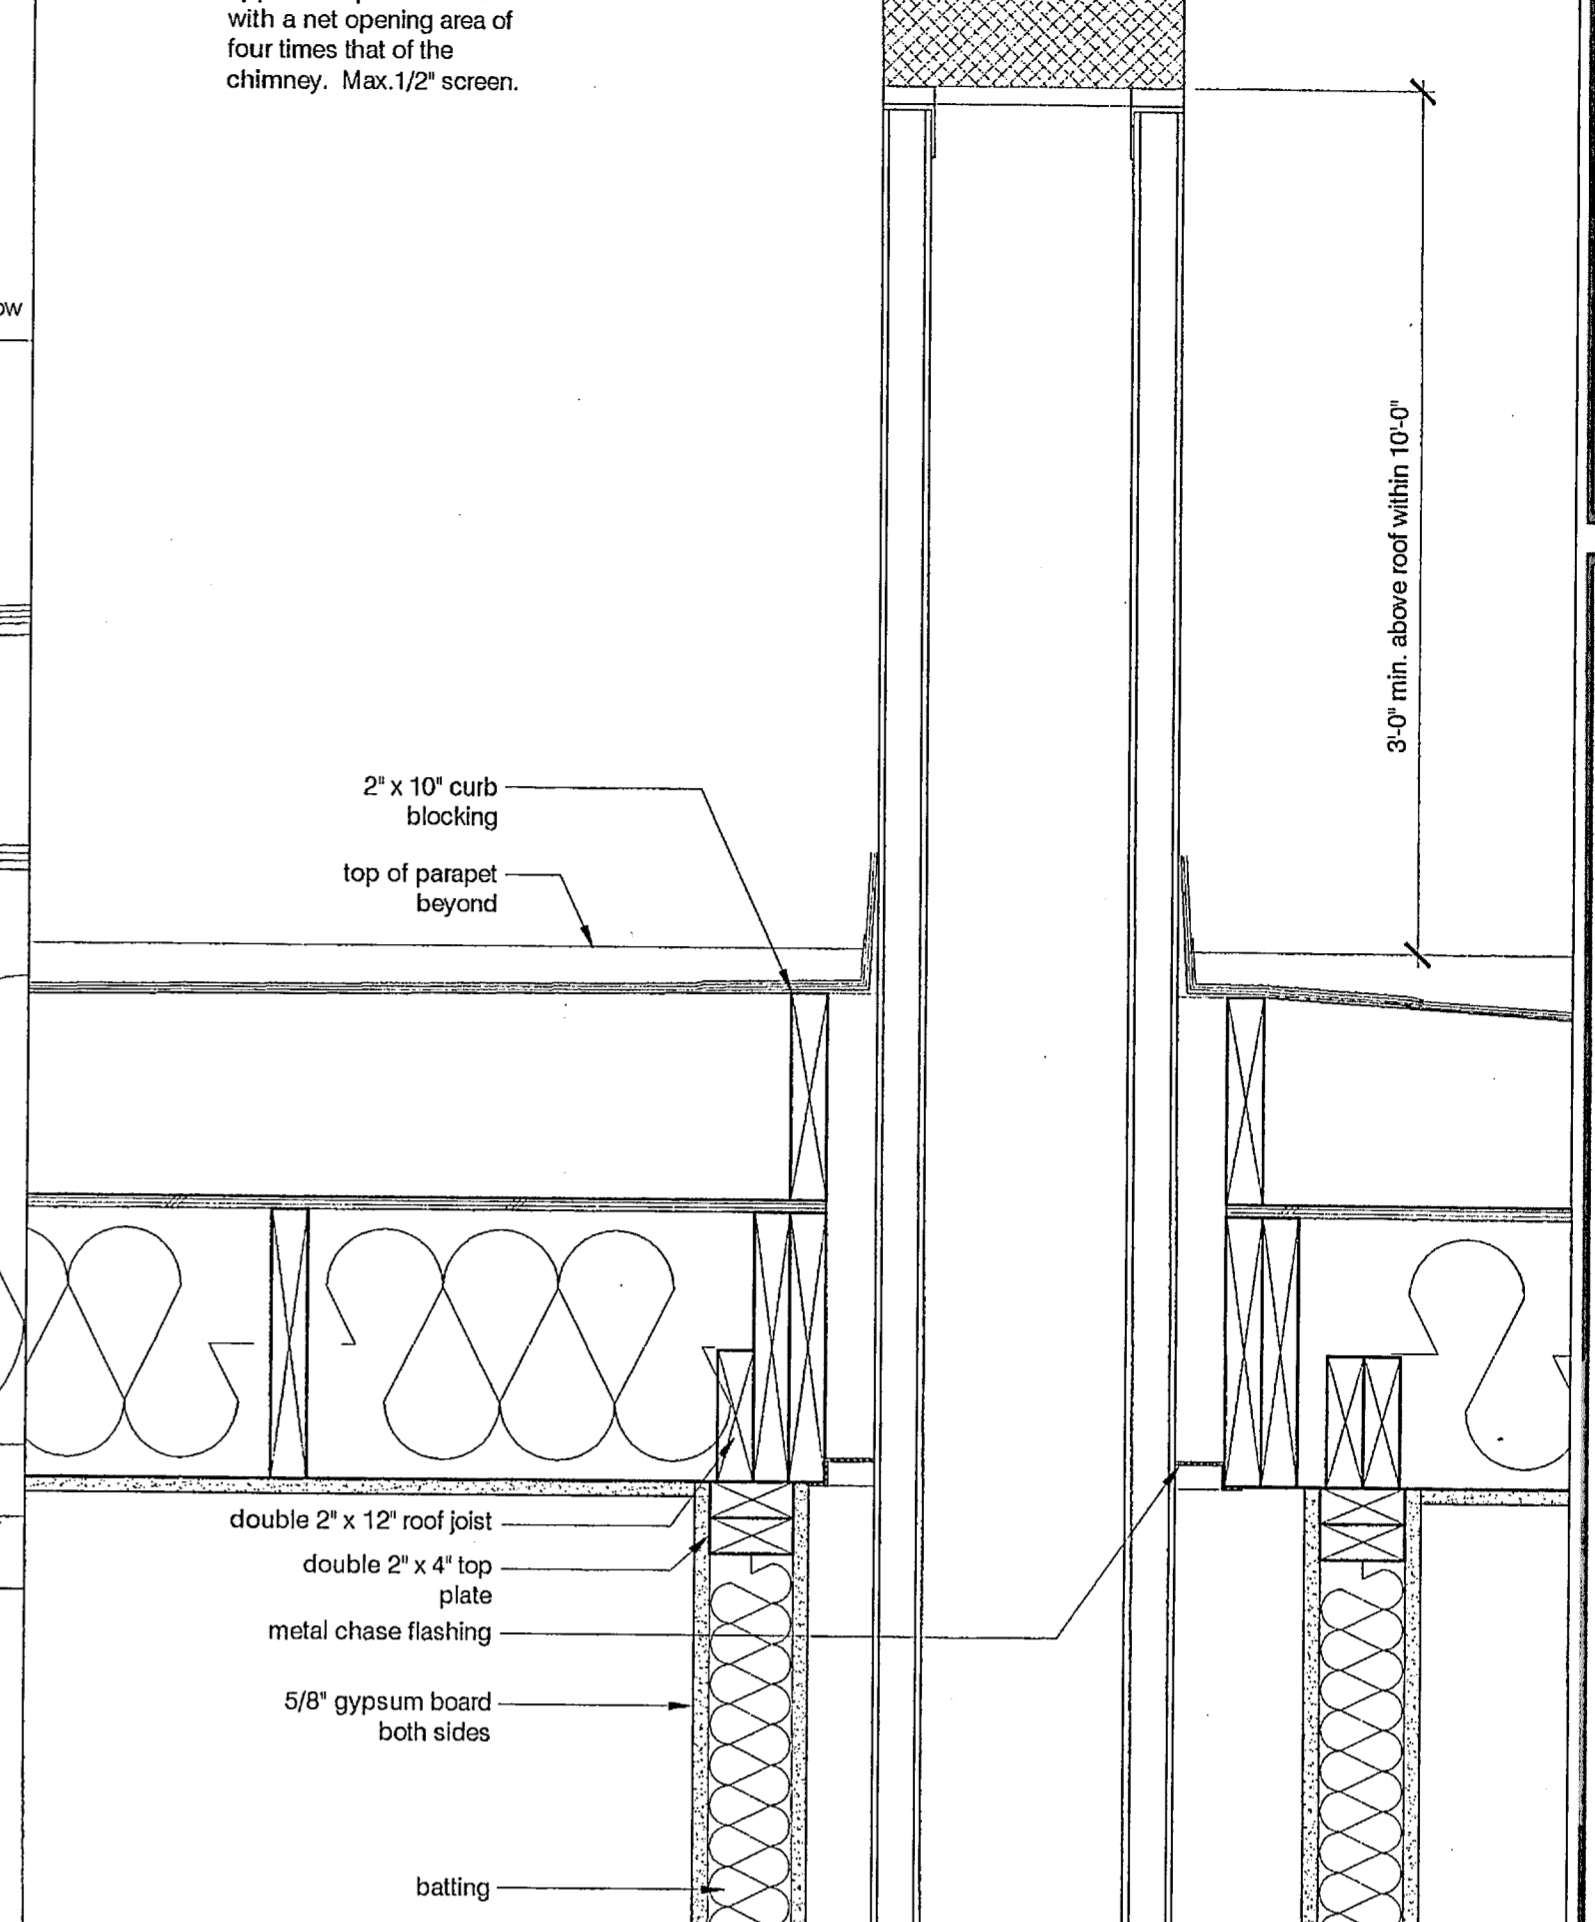 with a net opening area of
four times that of the
chimney. Max.1/2" screen.
ow
3'-0" min. above roof within 10'-0"
2" x 10" curb
blocking
top of parapet
beyond
double 2" x 12" roof joist
double 2" x 4" top
plate
metal chase flashing
5/8" gypsum board
both sides
batting